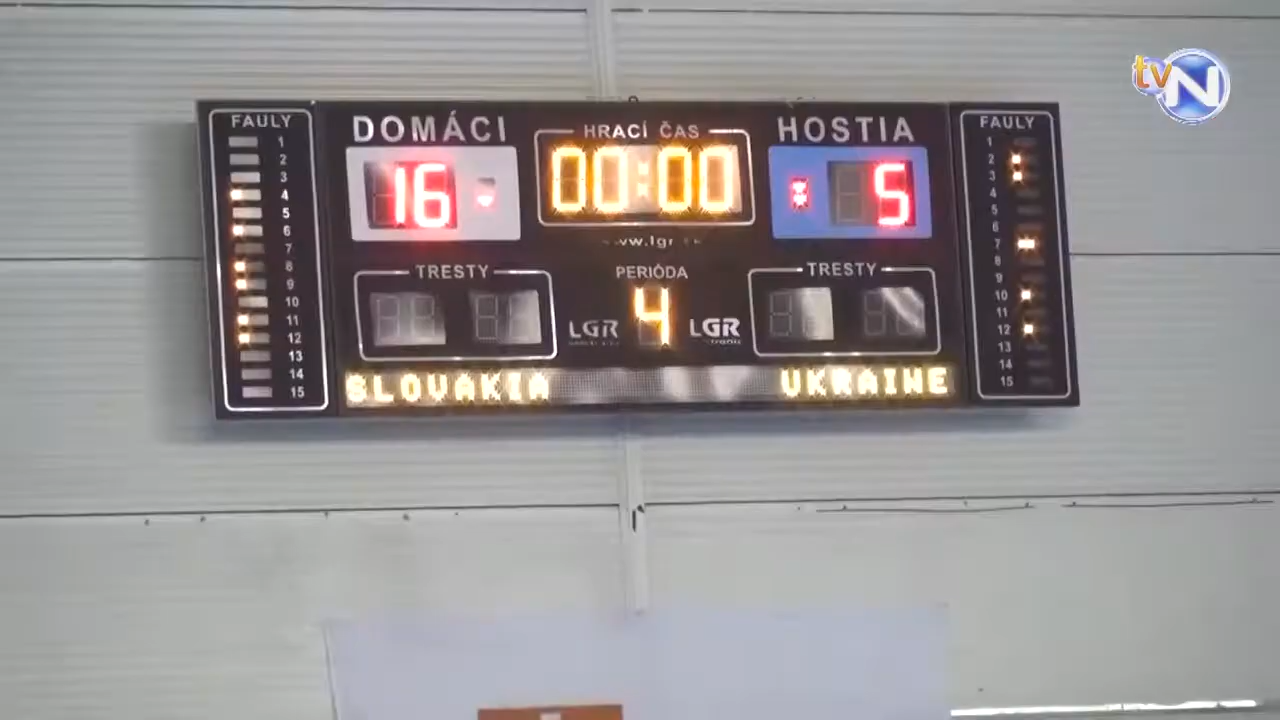 tvN
FAULY
DOMÁCI
HRACÍ ČAS
HOSTIA
FAULY
16
00:00
5
1
2
3
4
5
6
7
8
9
10
11
12
13
14
15
TRESTY
PERIÓDA
TRESTY
LGR
4
LGR
SLOVAKIA
UKRAINE
1
2
3
4
5
6
7
8
9
10
11
12
13
14
15